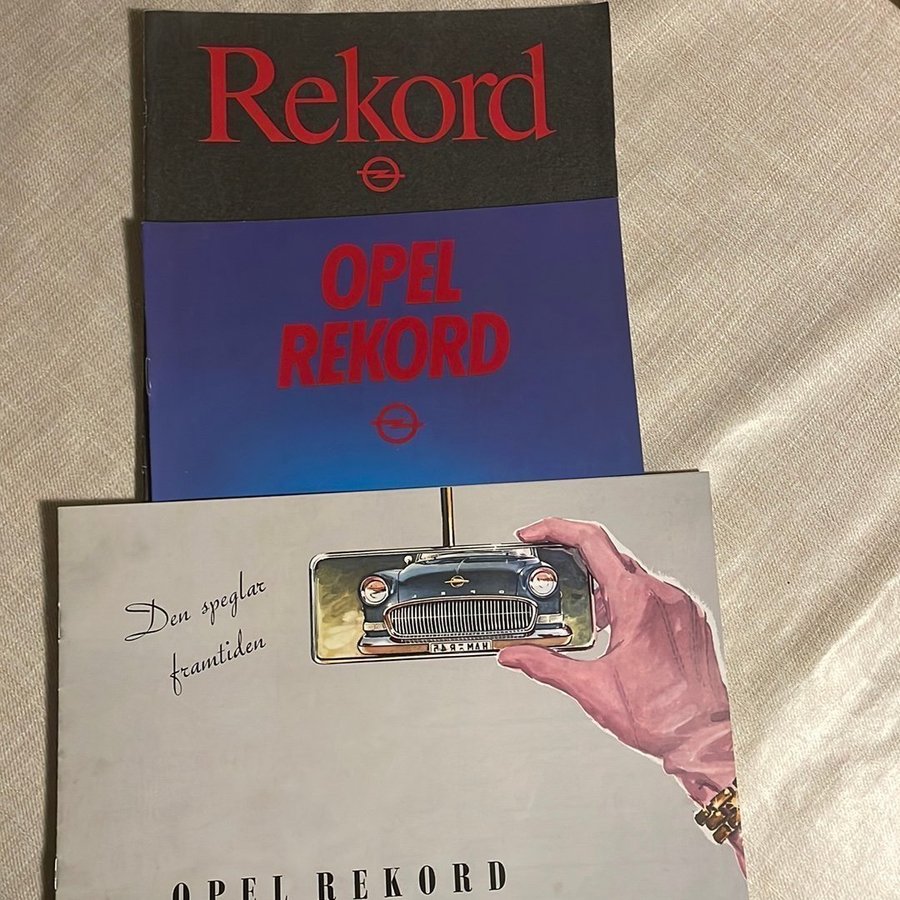 Rekord
OPEL
REKORD
Den speglar
framtiden
OPEL REKORD